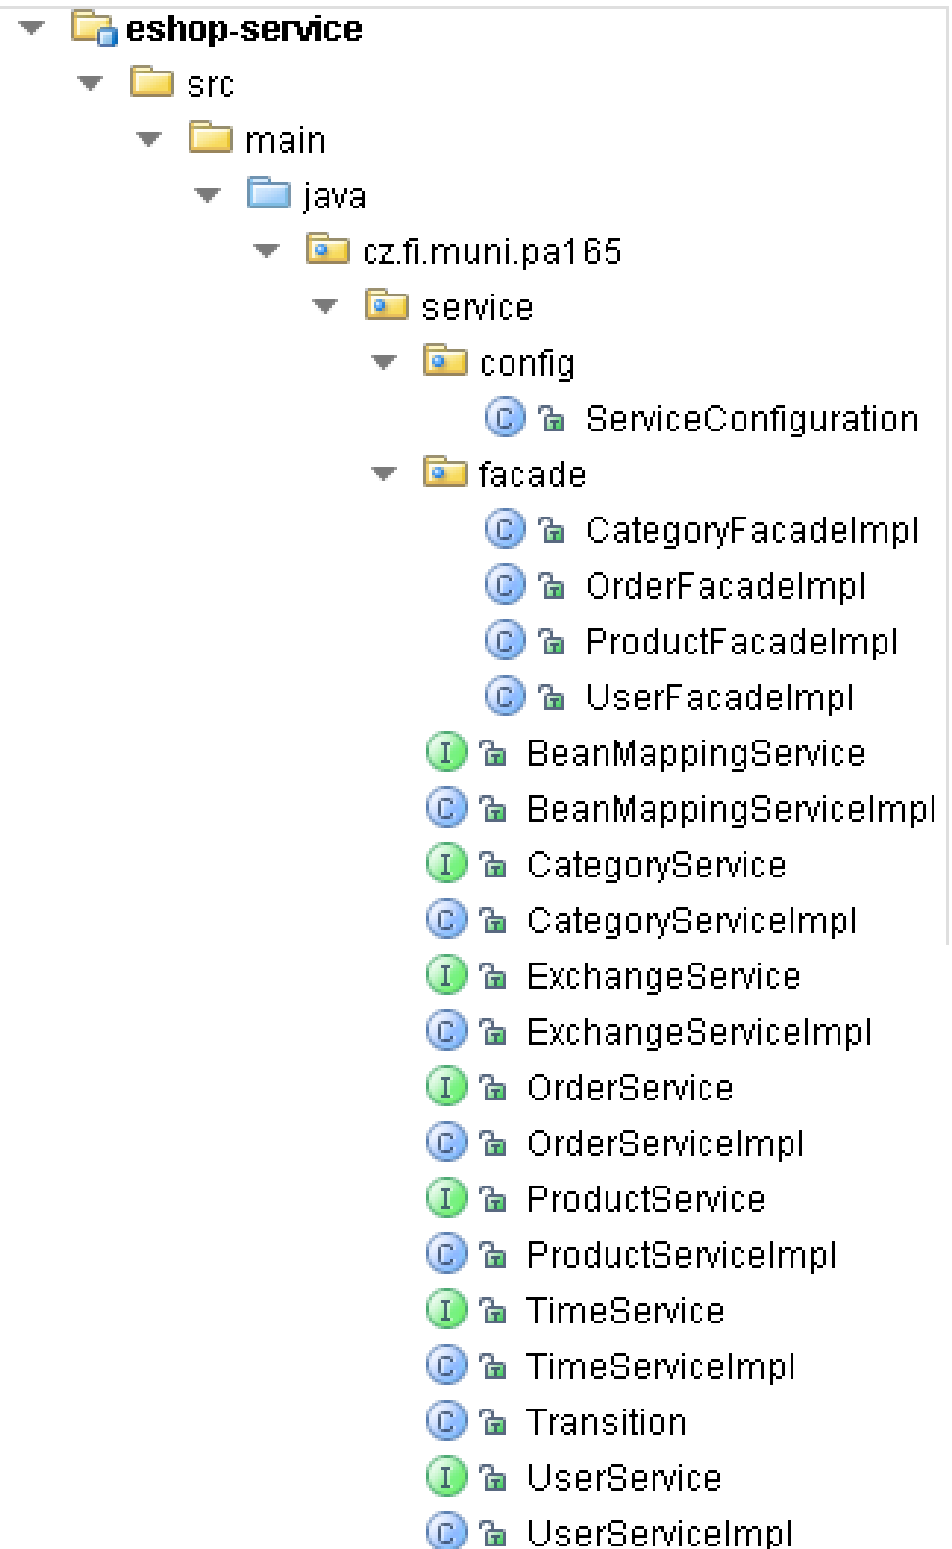 eshop-service
src
main
java
cz.fi.muni.pa165
service
config
C ServiceConfiguration
facade
C CategoryFacadeImpl
C OrderFacadeImpl
C ProductFacadeImpl
C UserFacadeImpl
I BeanMappingService
C BeanMappingServiceImpl
I CategoryService
C CategoryServiceImpl
I ExchangeService
C ExchangeServiceImpl
I OrderService
C OrderServiceImpl
I ProductService
C ProductServiceImpl
I TimeService
C TimeServiceImpl
C Transition
I UserService
C UserServiceImpl